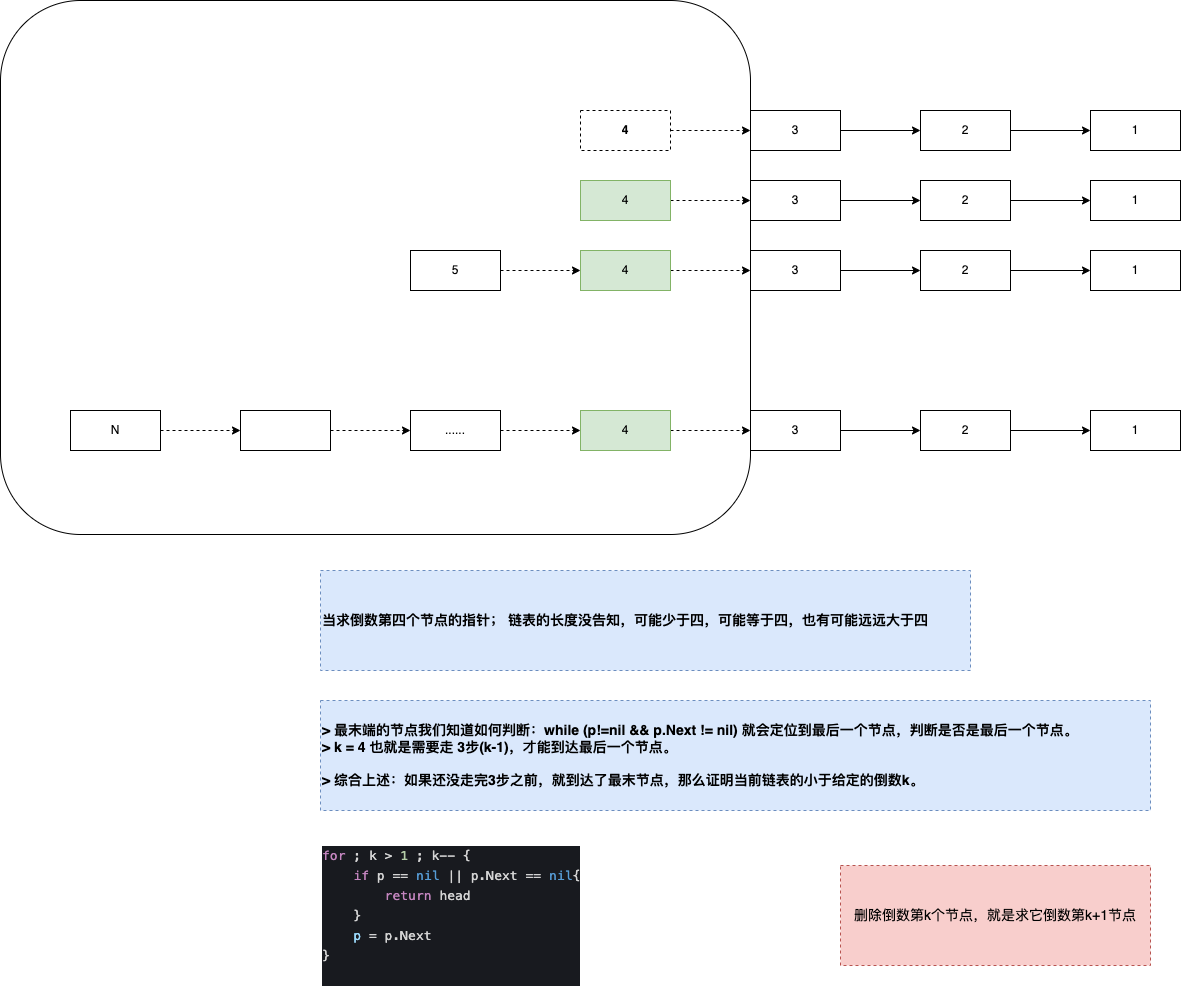 4 3 2 1
4 3 2 1
5 4 3 2 1
N ...... 4 3 2 1
当求倒数第四个节点的指针； 链表的长度没告知，可能少于四，可能等于四，也有可能远远大于四
> 最末端的节点我们知道如何判断：while (p!=nil && p.Next != nil) 就会定位到最后一个节点，判断是否是最后一个节点。
> k = 4 也就是需要走 3步(k-1)，才能到达最后一个节点。
> 综合上述：如果还没走完3步之前，就到达了最末节点，那么证明当前链表的小于给定的倒数k。
for ; k > 1 ; k-- {
    if p == nil || p.Next == nil{
        return head
    }
    p = p.Next
}
删除倒数第k个节点，就是求它倒数第k+1节点